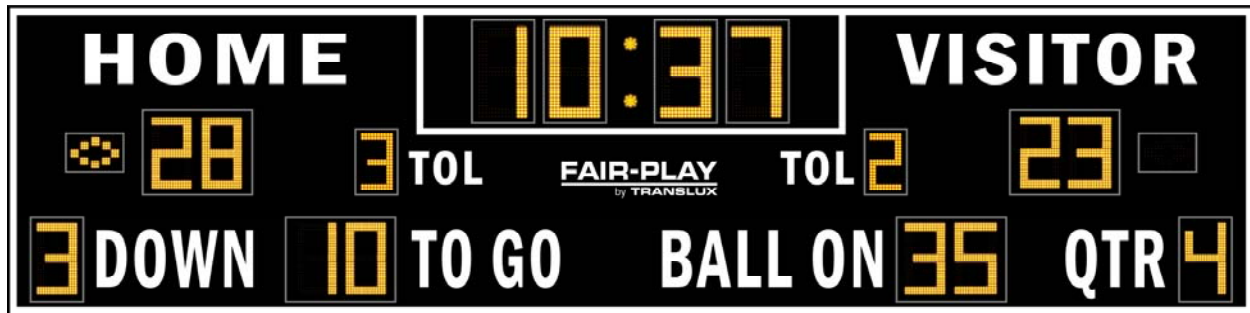 HOME 10:37 VISITOR
28 3 TOL FAIR-PLAY TOL 2 23
by TRANSLUX
3 DOWN 10 TO GO BALL ON 35 QTR 4